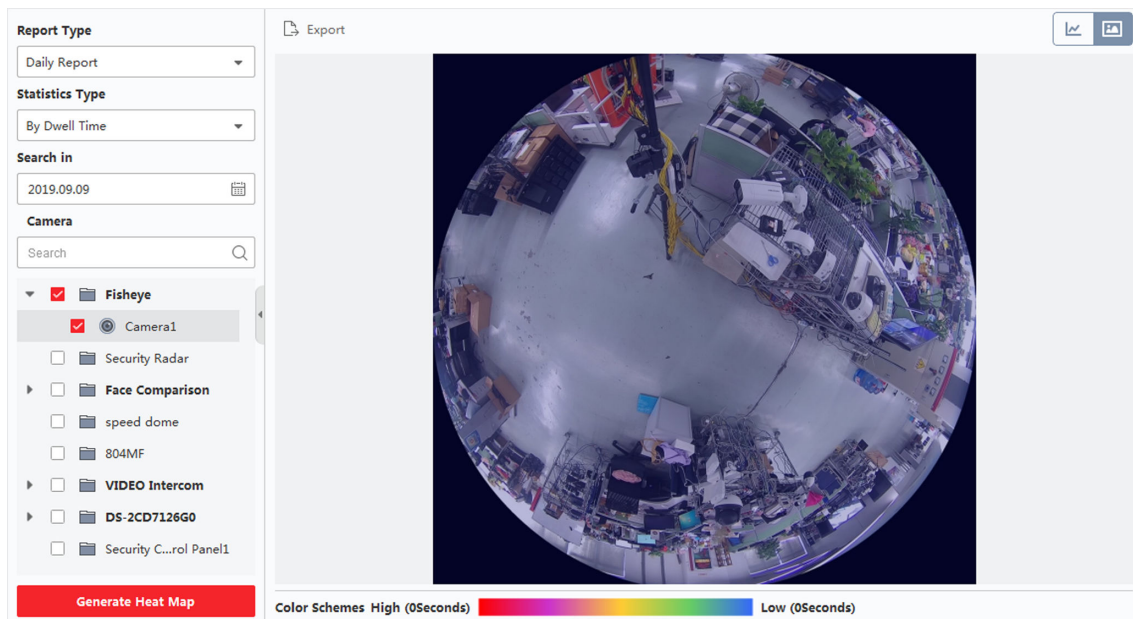 Report Type
Daily Report
Statistics Type
By Dwell Time
Search in
2019.09.09
Camera
Search
Fisheye
Camera1
Security Radar
Face Comparison
speed dome
804MF
VIDEO Intercom
DS-2CD7126G0
Security C...rol Panel1
Generate Heat Map
Export
Color Schemes High (0Seconds) Low (0Seconds)